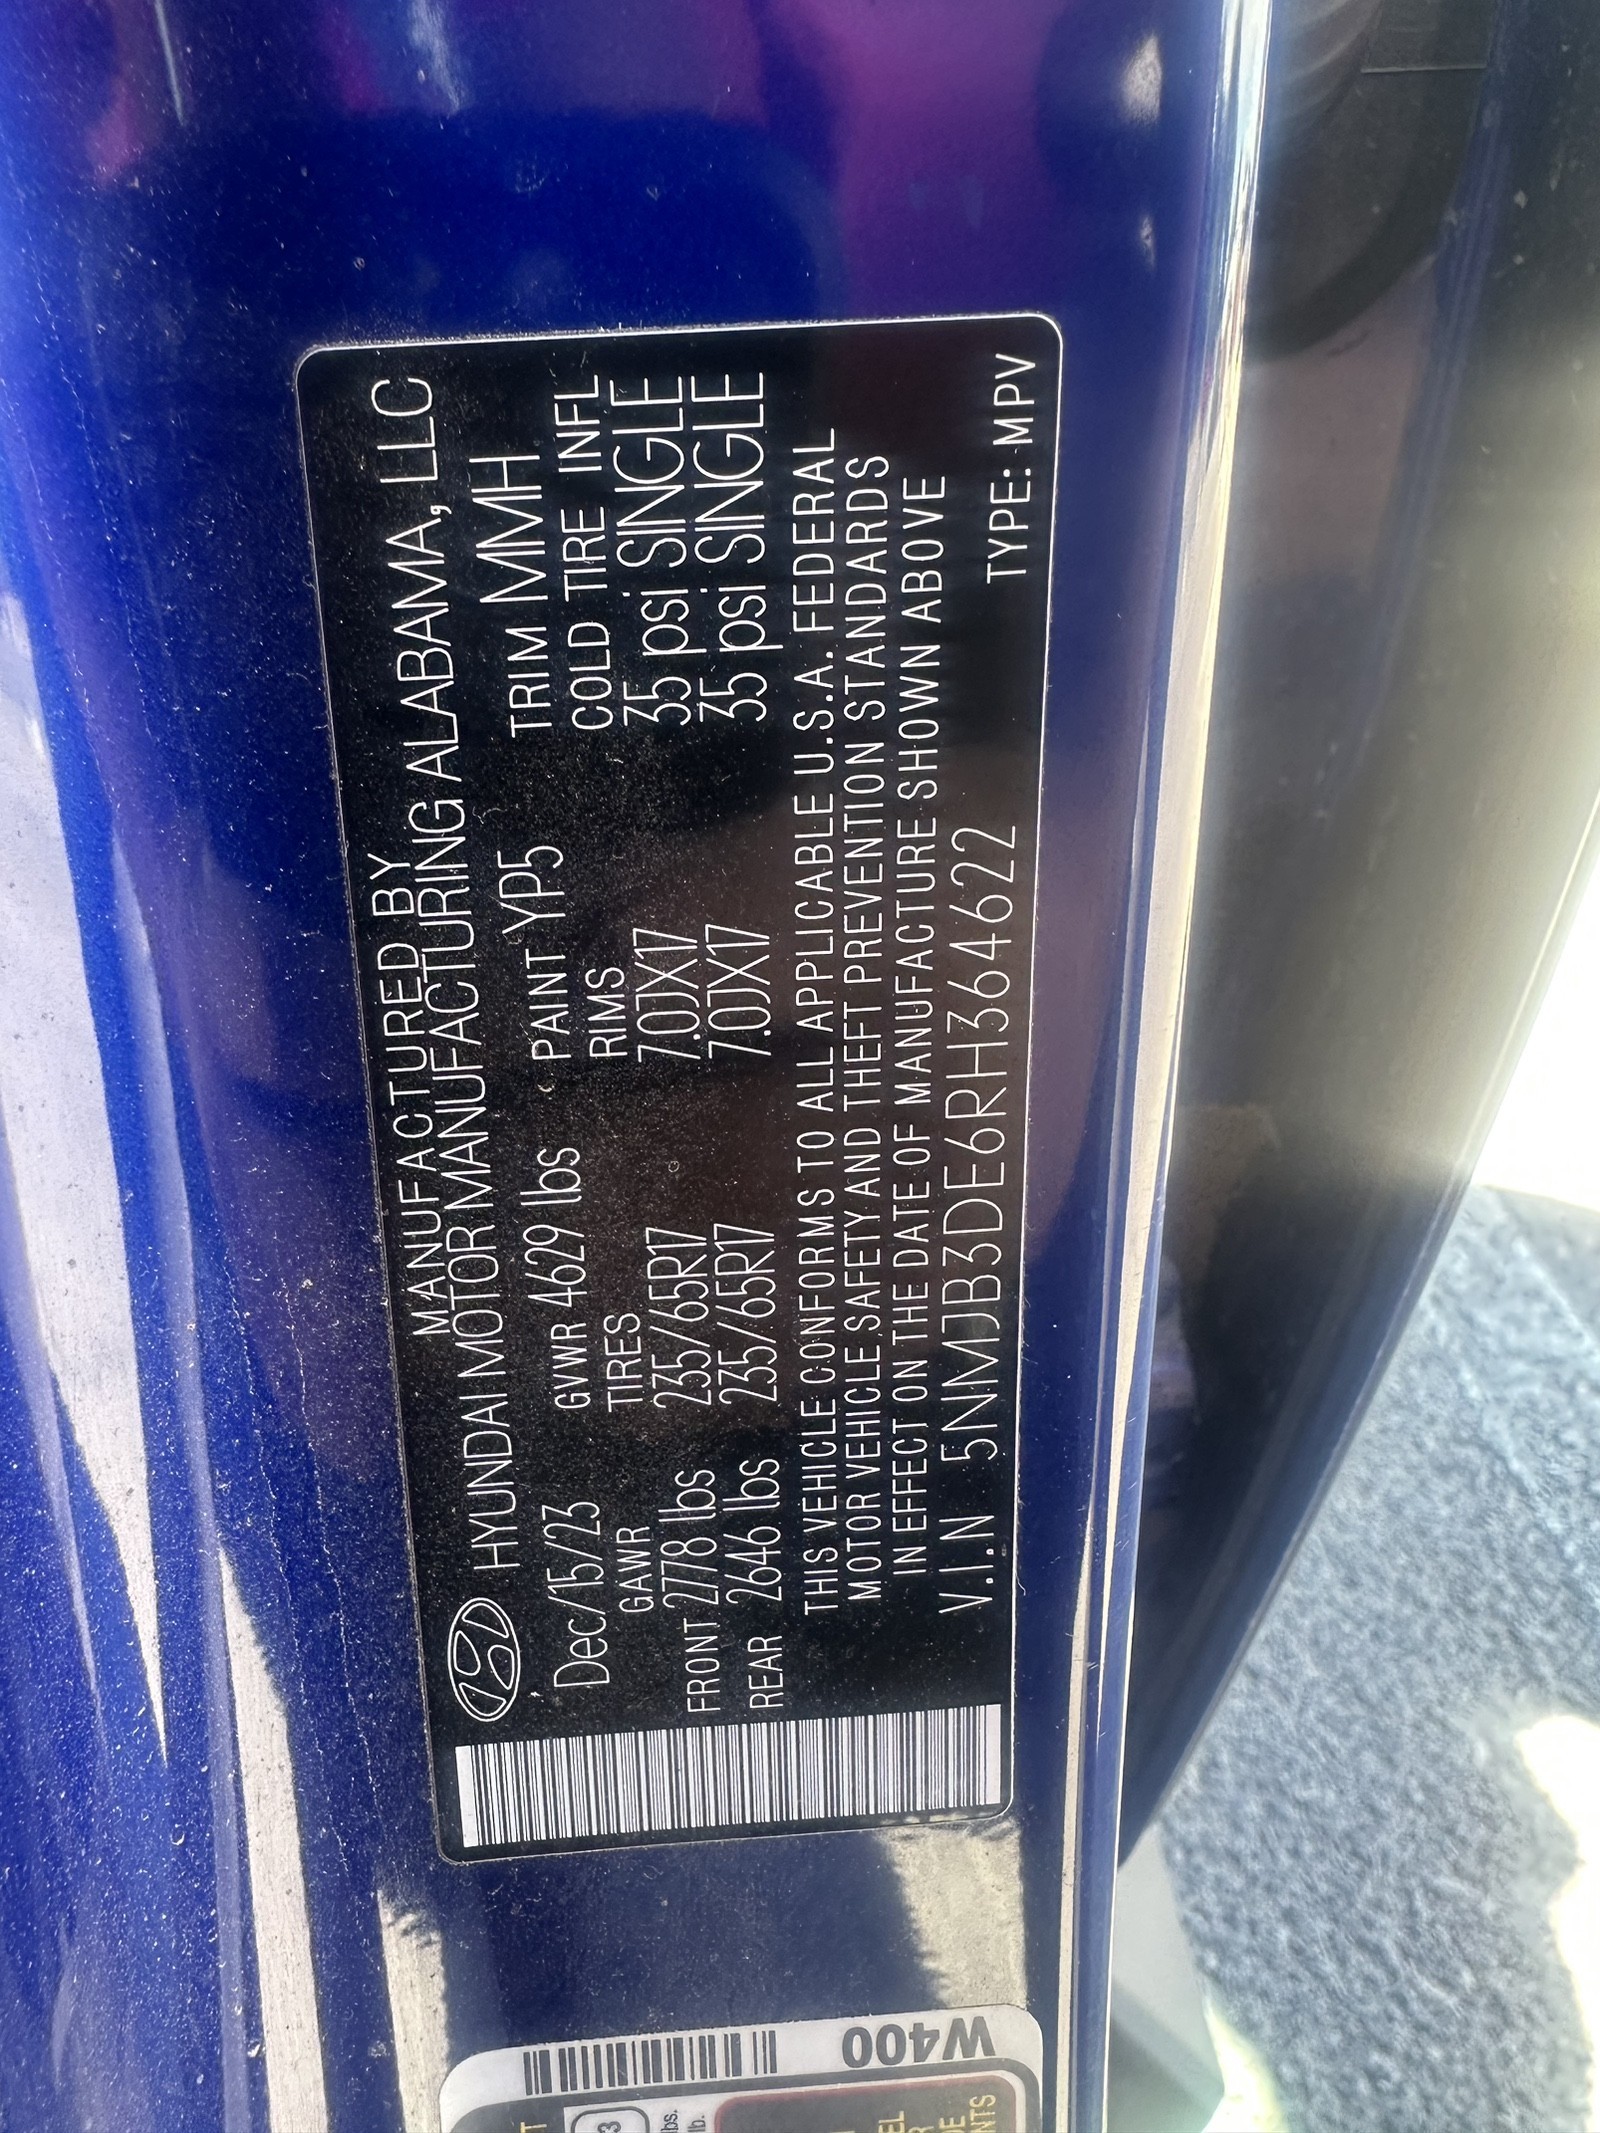 MANUFACTURED BY
HYUNDAI MOTOR MANUFACTURING ALABAMA, LLC
Dec/15/23 GVWR 4629 lbs PAINT YP5 TRIM MMH
GAWR TIRES RIMS COLD TIRE INFL
FRONT 2778 lbs 235/65R17 7.0JX17 35 psi SINGLE
REAR 2646 lbs 235/65R17 7.0JX17 35 psi SINGLE
THIS VEHICLE CONFORMS TO ALL APPLICABLE U.S.A. FEDERAL
MOTOR VEHICLE SAFETY AND THEFT PREVENTION STANDARDS
IN EFFECT ON THE DATE OF MANUFACTURE SHOWN ABOVE
V.I.N 5NMJB3DE6RH364622 TYPE: MPV
W400
lbs.
lb.